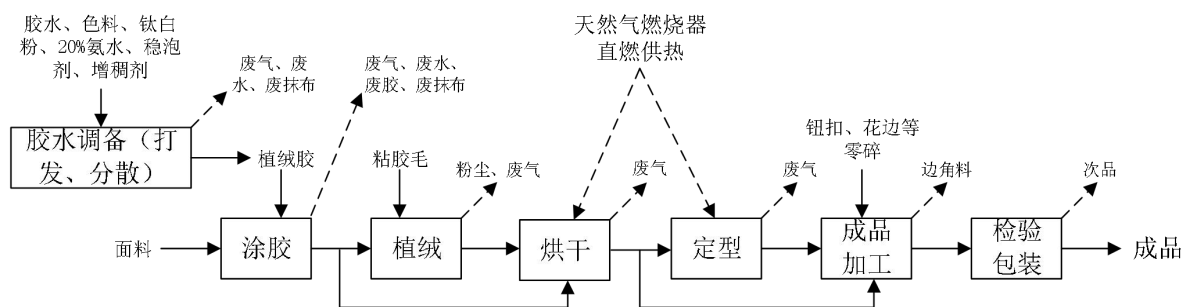 胶水、色料、钛白
粉、20%氨水、稳泡
剂、增稠剂
废气、废
水、废抹布
废气、废水、
废胶、废抹布
天然气燃烧器
直燃供热
胶水调备（打
发、分散）
植绒胶
粘胶毛
粉尘、废气
废气
废气
钮扣、花边等
零碎
边角料
次品
面料
涂胶
植绒
烘干
定型
成品
加工
检验
包装
成品